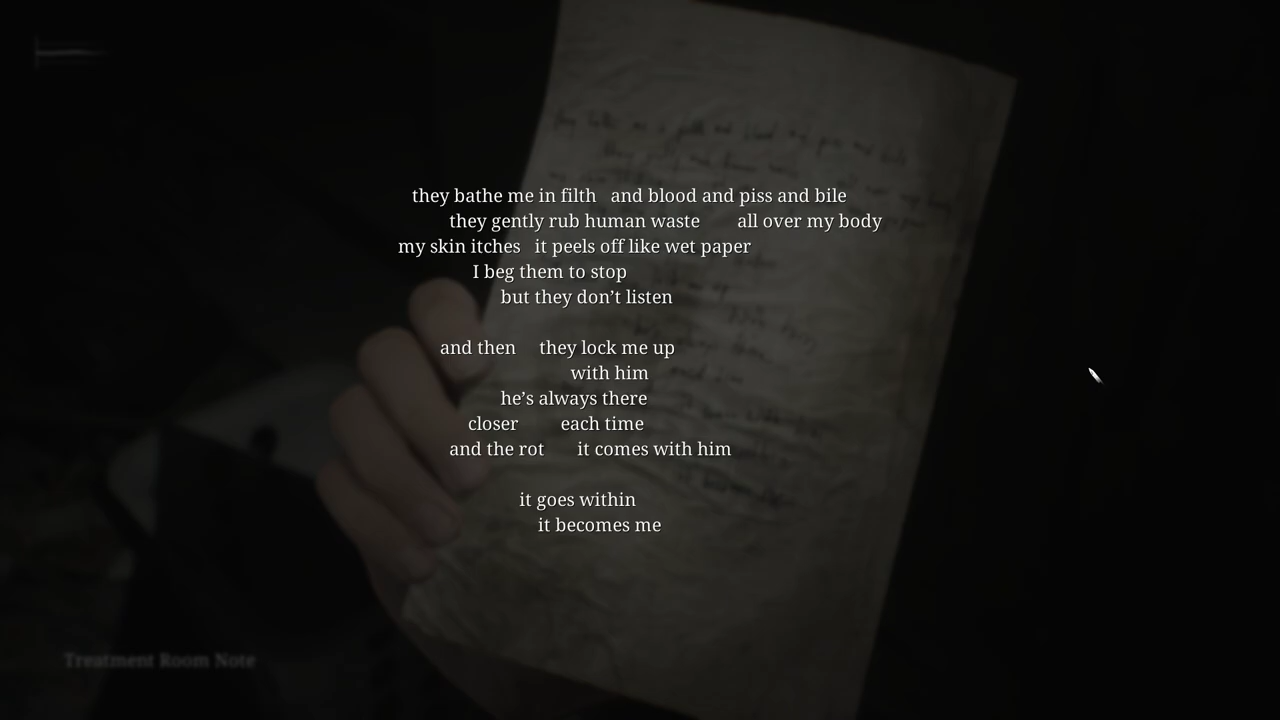 they bathe me in filth and blood and piss and bile
they gently rub human waste all over my body
my skin itches it peels off like wet paper
I beg them to stop
but they don’t listen
and then they lock me up
with him
he’s always there
closer each time
and the rot it comes with him
it goes within
it becomes me
Treatment Room Note